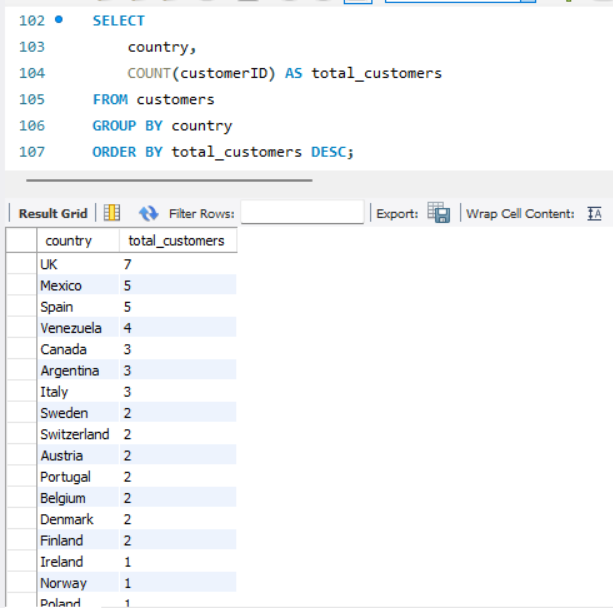 102 SELECT
103 country,
104 COUNT(customerID) AS total_customers
105 FROM customers
106 GROUP BY country
107 ORDER BY total_customers DESC;
Result Grid Filter Rows: Export: Wrap Cell Content: IA
country total_customers
UK 7
Mexico 5
Spain 5
Venezuela 4
Canada 3
Argentina 3
Italy 3
Sweden 2
Switzerland 2
Austria 2
Portugal 2
Belgium 2
Denmark 2
Finland 2
Ireland 1
Norway 1
Poland 1